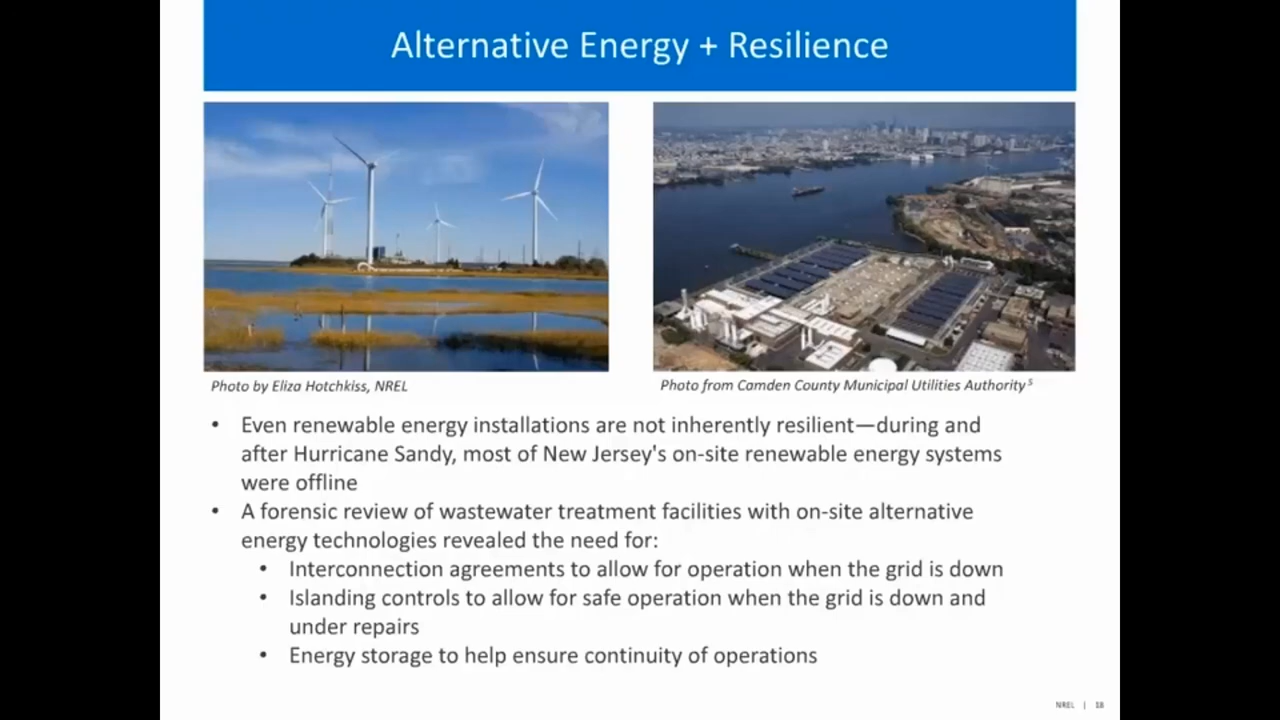 Alternative Energy + Resilience
Photo by Eliza Hotchkiss, NREL
Photo from Camden County Municipal Utilities Authority 5
• Even renewable energy installations are not inherently resilient—during and
after Hurricane Sandy, most of New Jersey's on-site renewable energy systems
were offline
• A forensic review of wastewater treatment facilities with on-site alternative
energy technologies revealed the need for:
• Interconnection agreements to allow for operation when the grid is down
• Islanding controls to allow for safe operation when the grid is down and
under repairs
• Energy storage to help ensure continuity of operations
NREL | 18